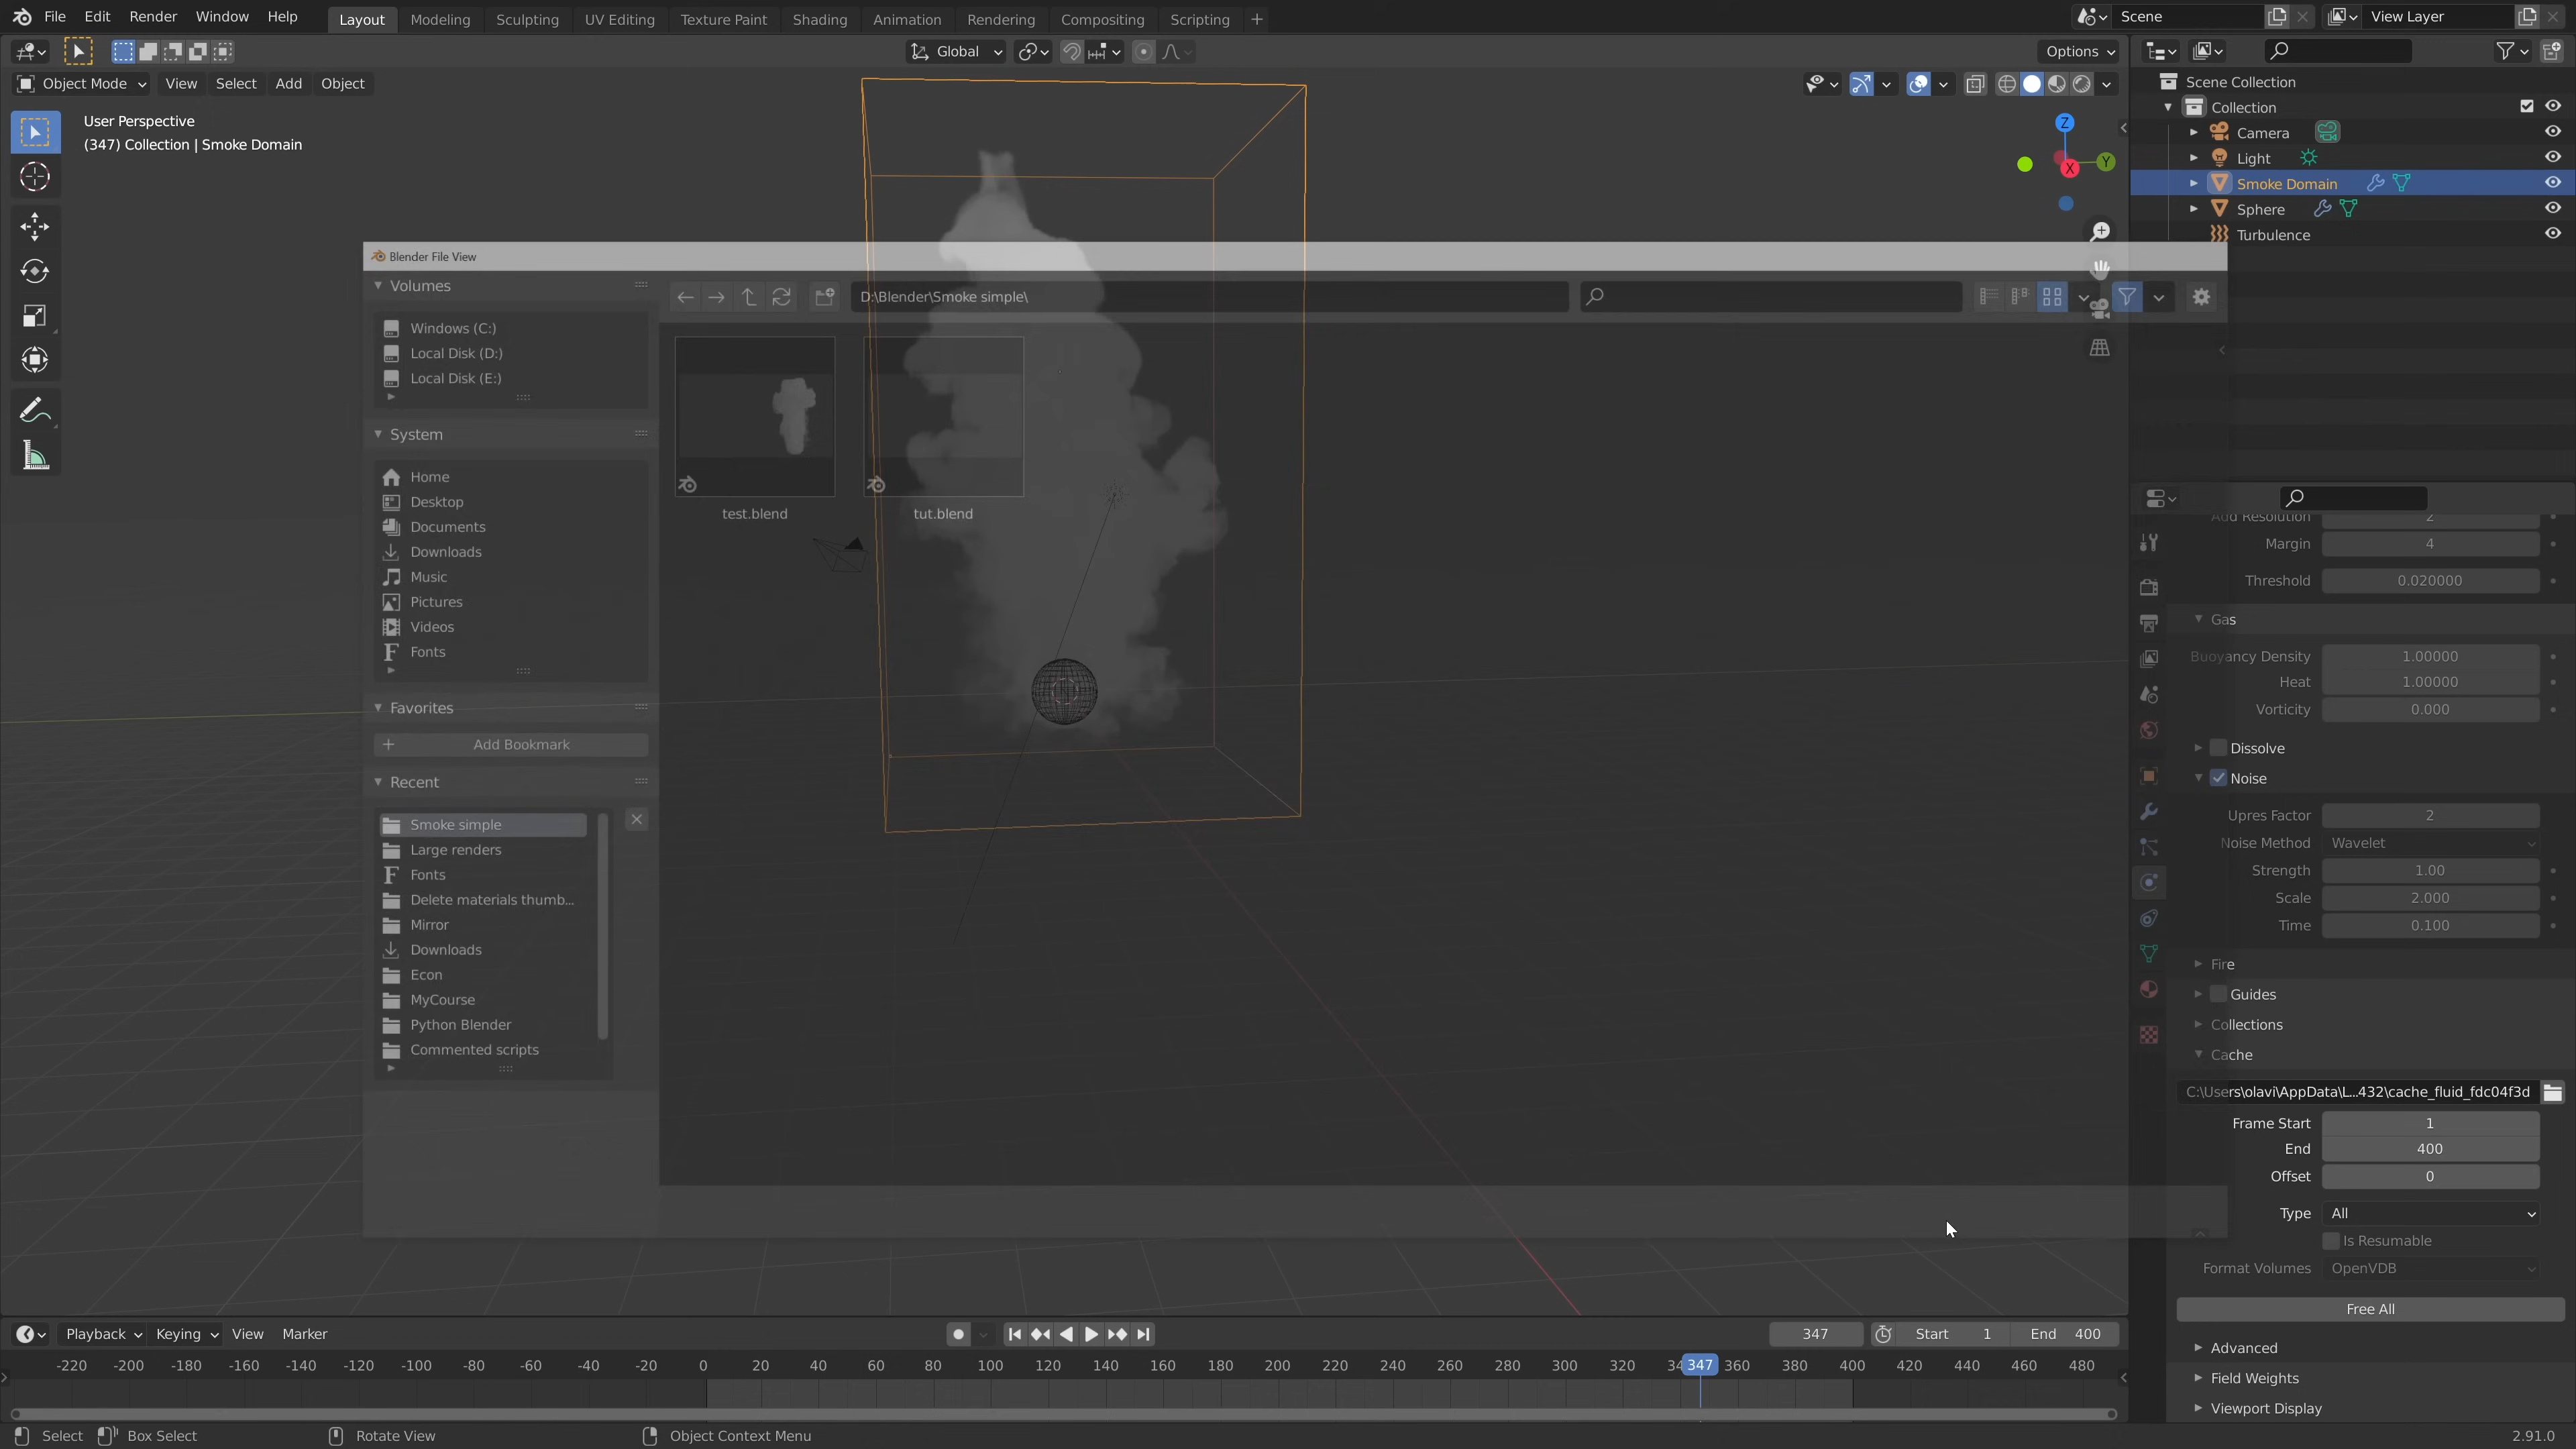 File Edit Render Window Help
Layout Modeling Sculpting UV Editing Texture Paint Shading Animation Rendering Compositing Scripting +
Scene
View Layer
Global
Options
Object Mode View Select Add Object
User Perspective
(347) Collection | Smoke Domain
Z
Y
X
Scene Collection
Collection
Camera
Light
Smoke Domain
Sphere
Turbulence
Blender File View
Volumes
Windows (C:)
Local Disk (D:)
Local Disk (E:)
System
Home
Desktop
Documents
Downloads
Music
Pictures
Videos
Fonts
Favorites
Add Bookmark
Recent
Smoke simple
Large renders
Fonts
Delete materials thumb...
Mirror
Downloads
Econ
MyCourse
Python Blender
Commented scripts
D:\Blender\Smoke simple\
test.blend
tut.blend
Add Resolution 2
Margin 4
Threshold 0.020000
Gas
Buoyancy Density 1.00000
Heat 1.00000
Vorticity 0.000
Dissolve
Noise
Upres Factor 2
Noise Method Wavelet
Strength 1.00
Scale 2.000
Time 0.100
Fire
Guides
Collections
Cache
C:\Users\olavi\AppData\L...432\cache_fluid_fdc04f3d
Frame Start 1
End 400
Offset 0
Type All
Is Resumable
Format Volumes OpenVDB
Free All
Advanced
Field Weights
Viewport Display
Playback Keying View Marker
347
Start 1
End 400
-220 -200 -180 -160 -140 -120 -100 -80 -60 -40 -20 0 20 40 60 80 100 120 140 160 180 200 220 240 260 280 300 320 347 360 380 400 420 440 460 480
Select Box Select Rotate View Object Context Menu
2.91.0